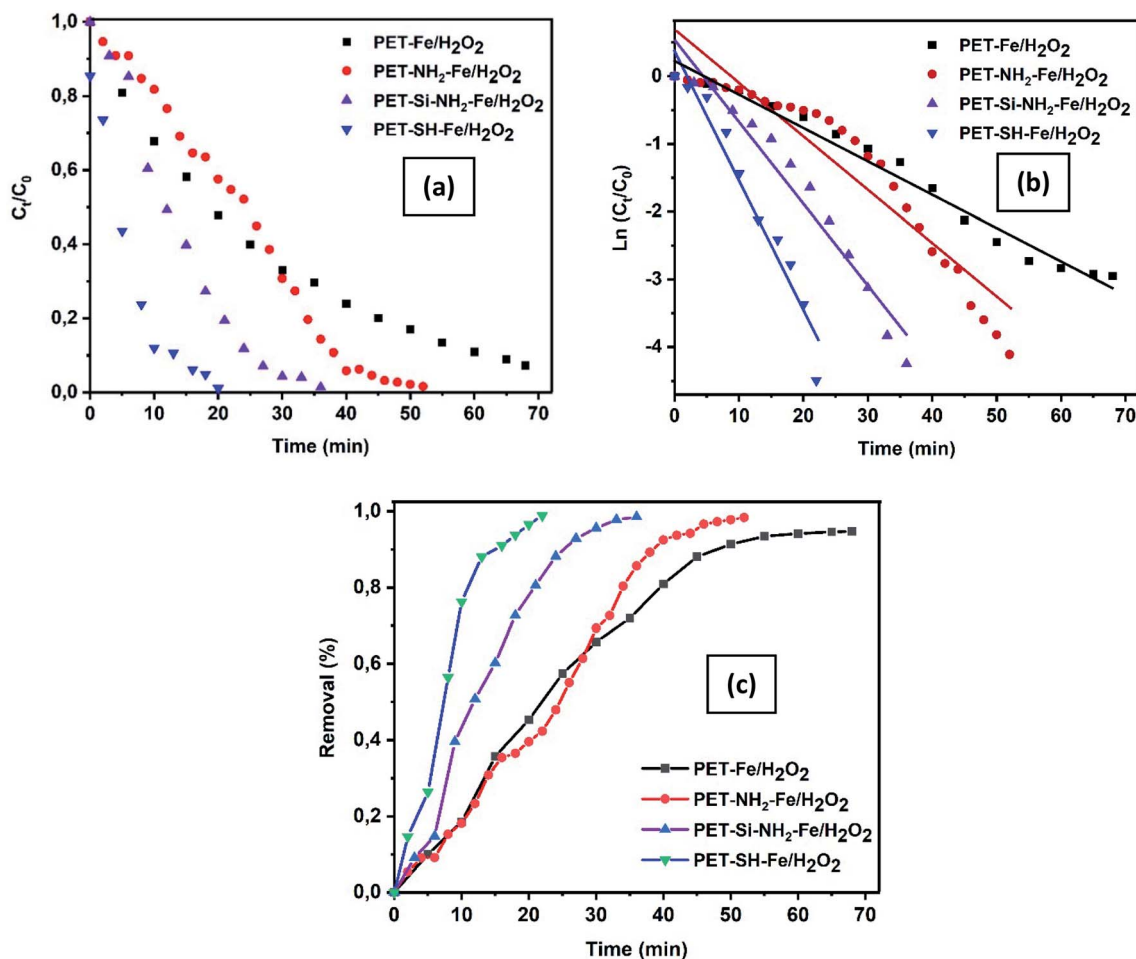 (a)
1,0
0,8
0,6
0,4
0,2
0,0
Cₜ/C₀
0 10 20 30 40 50 60 70
Time (min)
PET-Fe/H₂O₂
PET-NH₂-Fe/H₂O₂
PET-Si-NH₂-Fe/H₂O₂
PET-SH-Fe/H₂O₂
(b)
0
-1
-2
-3
-4
Ln (Cₜ/C₀)
0 10 20 30 40 50 60 70
Time (min)
PET-Fe/H₂O₂
PET-NH₂-Fe/H₂O₂
PET-Si-NH₂-Fe/H₂O₂
PET-SH-Fe/H₂O₂
(c)
1,0
0,8
0,6
0,4
0,2
0,0
Removal (%)
0 10 20 30 40 50 60 70
Time (min)
PET-Fe/H₂O₂
PET-NH₂-Fe/H₂O₂
PET-Si-NH₂-Fe/H₂O₂
PET-SH-Fe/H₂O₂